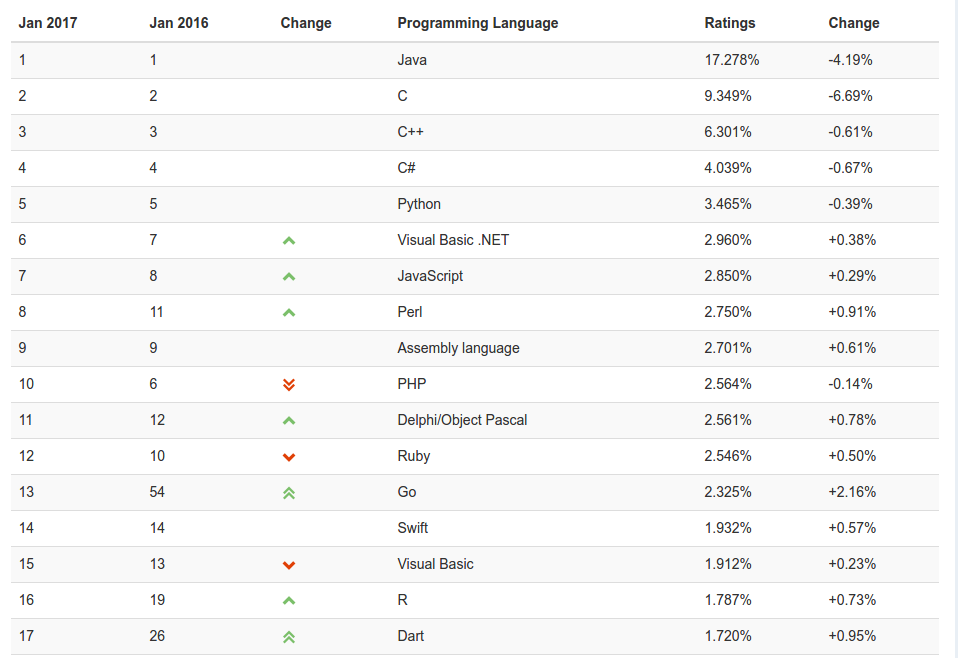 Jan 2017 Jan 2016 Change Programming Language Ratings Change
1 1 Java 17.278% -4.19%
2 2 C 9.349% -6.69%
3 3 C++ 6.301% -0.61%
4 4 C# 4.039% -0.67%
5 5 Python 3.465% -0.39%
6 7 Visual Basic .NET 2.960% +0.38%
7 8 JavaScript 2.850% +0.29%
8 11 Perl 2.750% +0.91%
9 9 Assembly language 2.701% +0.61%
10 6 PHP 2.564% -0.14%
11 12 Delphi/Object Pascal 2.561% +0.78%
12 10 Ruby 2.546% +0.50%
13 54 Go 2.325% +2.16%
14 14 Swift 1.932% +0.57%
15 13 Visual Basic 1.912% +0.23%
16 19 R 1.787% +0.73%
17 26 Dart 1.720% +0.95%